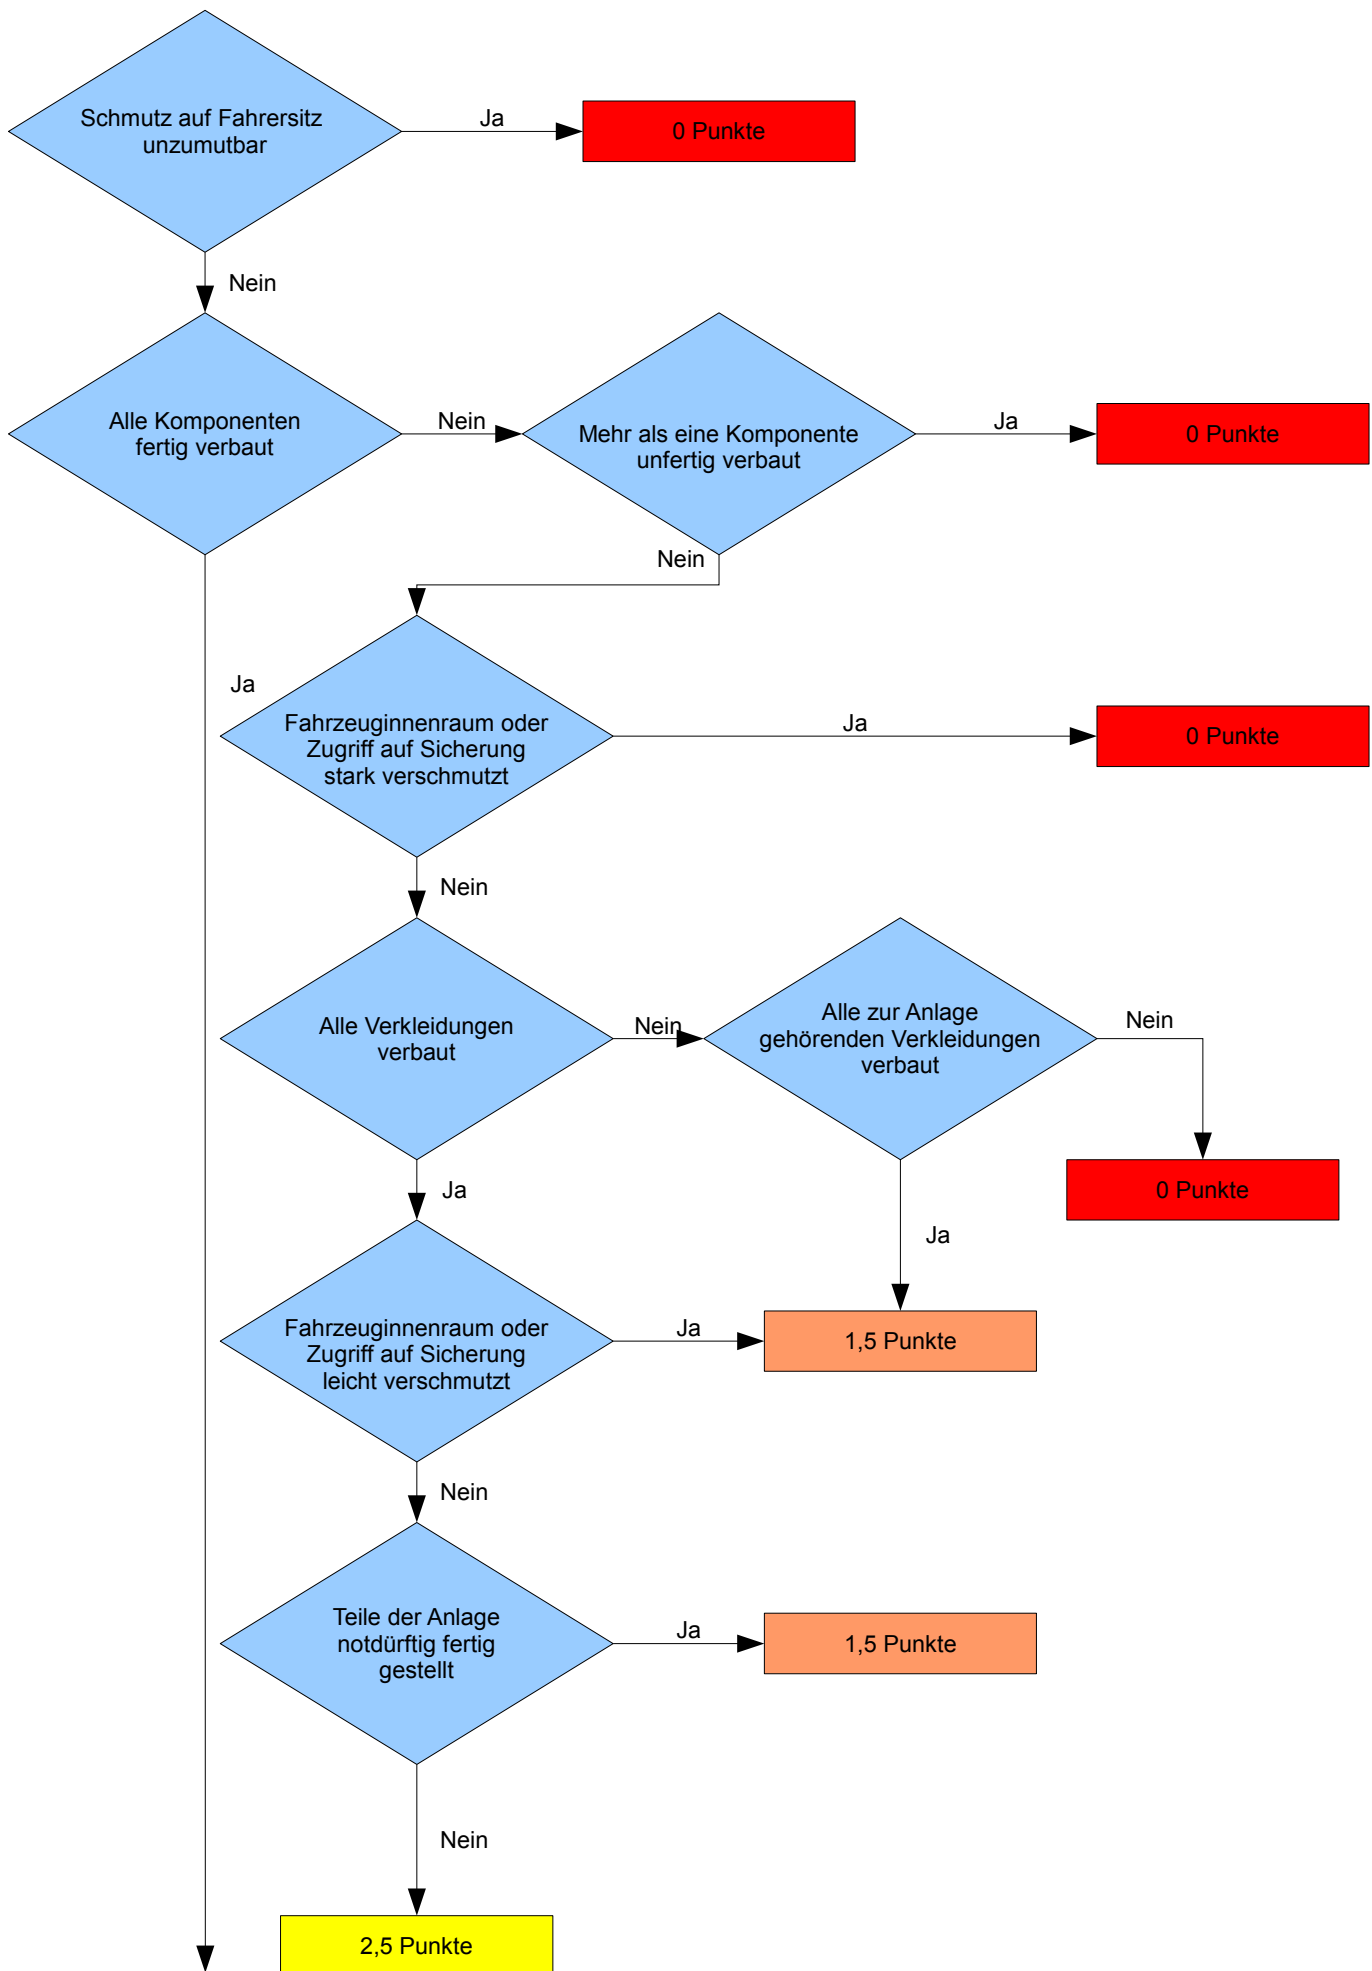 Schmutz auf Fahrersitz
unzumutbar
Ja
0 Punkte
Nein
Alle Komponenten
fertig verbaut
Nein
Mehr als eine Komponente
unfertig verbaut
Ja
0 Punkte
Nein
Ja
Fahrzeuginnenraum oder
Zugriff auf Sicherung
stark verschmutzt
Ja
0 Punkte
Nein
Alle Verkleidungen
verbaut
Nein
Alle zur Anlage
gehörenden Verkleidungen
verbaut
Nein
0 Punkte
Ja
Ja
Fahrzeuginnenraum oder
Zugriff auf Sicherung
leicht verschmutzt
Ja
1,5 Punkte
Nein
Teile der Anlage
notdürftig fertig
gestellt
Ja
1,5 Punkte
Nein
2,5 Punkte